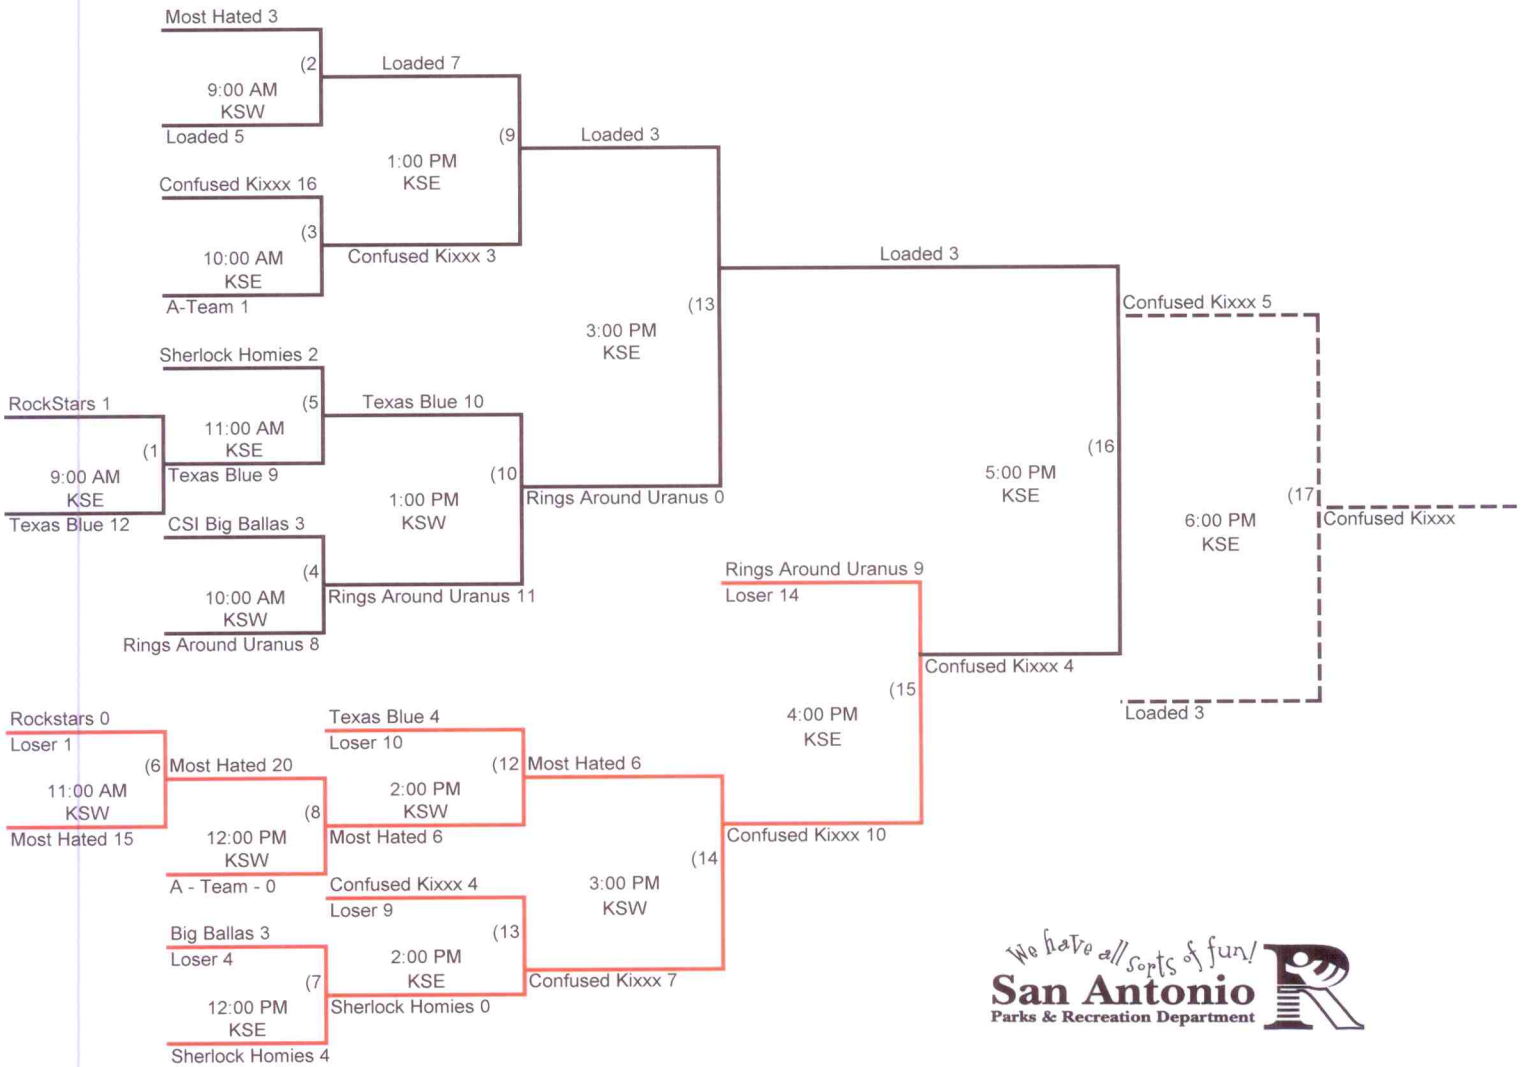 Most Hated 3
(2
9:00 AM
KSW
Loaded 5
Loaded 7
(9
1:00 PM
KSE
Confused Kixxx 16
(3
10:00 AM
KSE
A-Team 1
Confused Kixxx 3
Loaded 3
(13
3:00 PM
KSE
Sherlock Homies 2
(5
11:00 AM
KSE
Texas Blue 9
RockStars 1
(1
9:00 AM
KSE
Texas Blue 12
Texas Blue 10
(10
1:00 PM
KSW
CSI Big Ballas 3
(4
10:00 AM
KSW
Rings Around Uranus 8
Rings Around Uranus 11
Rings Around Uranus 0
Loaded 3
(16
5:00 PM
KSE
Confused Kixxx 5
(17
6:00 PM
KSE
Confused Kixxx
Loaded 3
Rings Around Uranus 9
Loser 14
(15
4:00 PM
KSE
Confused Kixxx 4
Rockstars 0
Loser 1
(6
11:00 AM
KSW
Most Hated 15
Most Hated 20
(8
12:00 PM
KSW
A - Team - 0
Texas Blue 4
Loser 10
(12
2:00 PM
KSW
Most Hated 6
Most Hated 6
(14
3:00 PM
KSW
Confused Kixxx 10
Confused Kixxx 4
Loser 9
(13
2:00 PM
KSE
Sherlock Homies 0
Confused Kixxx 7
Big Ballas 3
Loser 4
(7
12:00 PM
KSE
Sherlock Homies 4
We have all sorts of fun!
San Antonio
Parks & Recreation Department
R